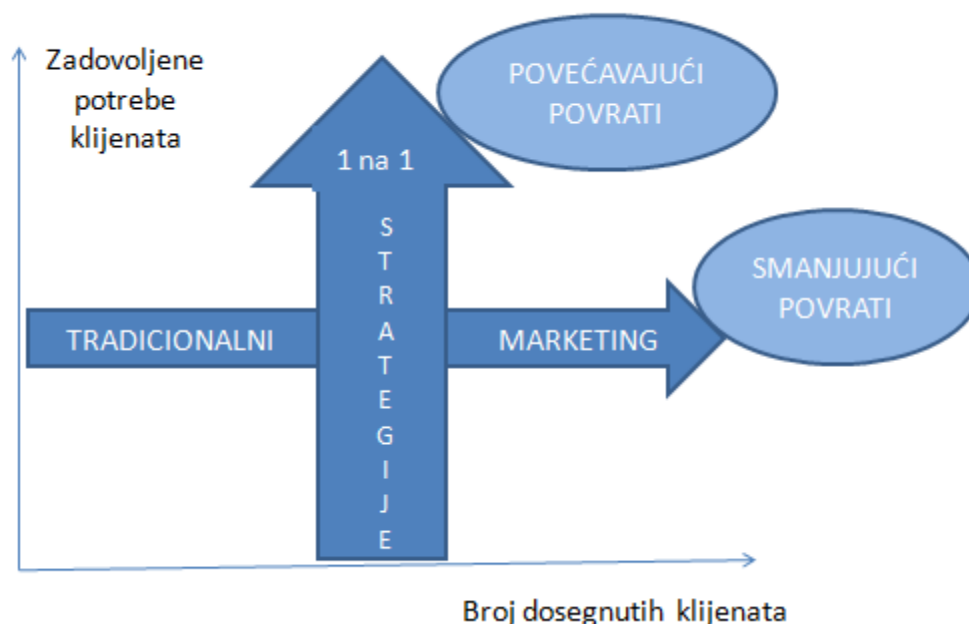 Zadovoljene
potrebe
klijenata
POVEĆAVAJUĆI
POVRATI
1 na 1
S
T
R
A
T
E
G
I
J
E
SMANJUJUĆI
POVRATI
TRADICIONALNI
MARKETING
Broj dosegnutih klijenata